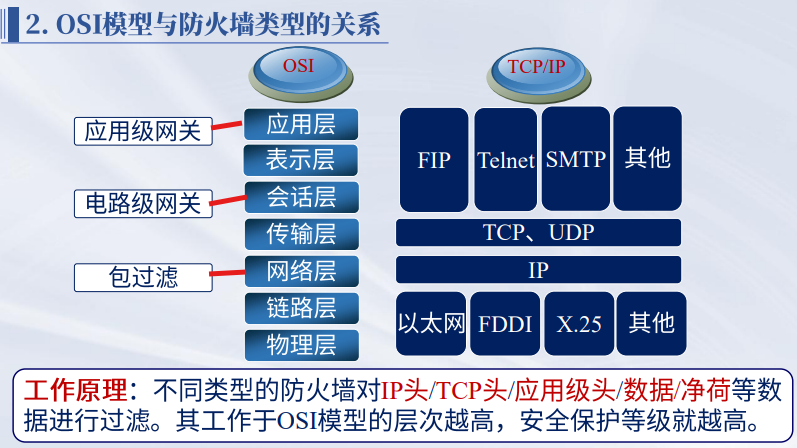 2. OSI模型与防火墙类型的关系
OSI
TCP/IP
应用级网关
应用层
表示层
电路级网关
会话层
传输层
包过滤
网络层
链路层
物理层
FIP
Telnet
SMTP
其他
TCP、UDP
IP
以太网
FDDI
X.25
其他
工作原理：不同类型的防火墙对IP头/TCP头/应用级头/数据/净荷等数
据进行过滤。其工作于OSI模型的层次越高，安全保护等级就越高。